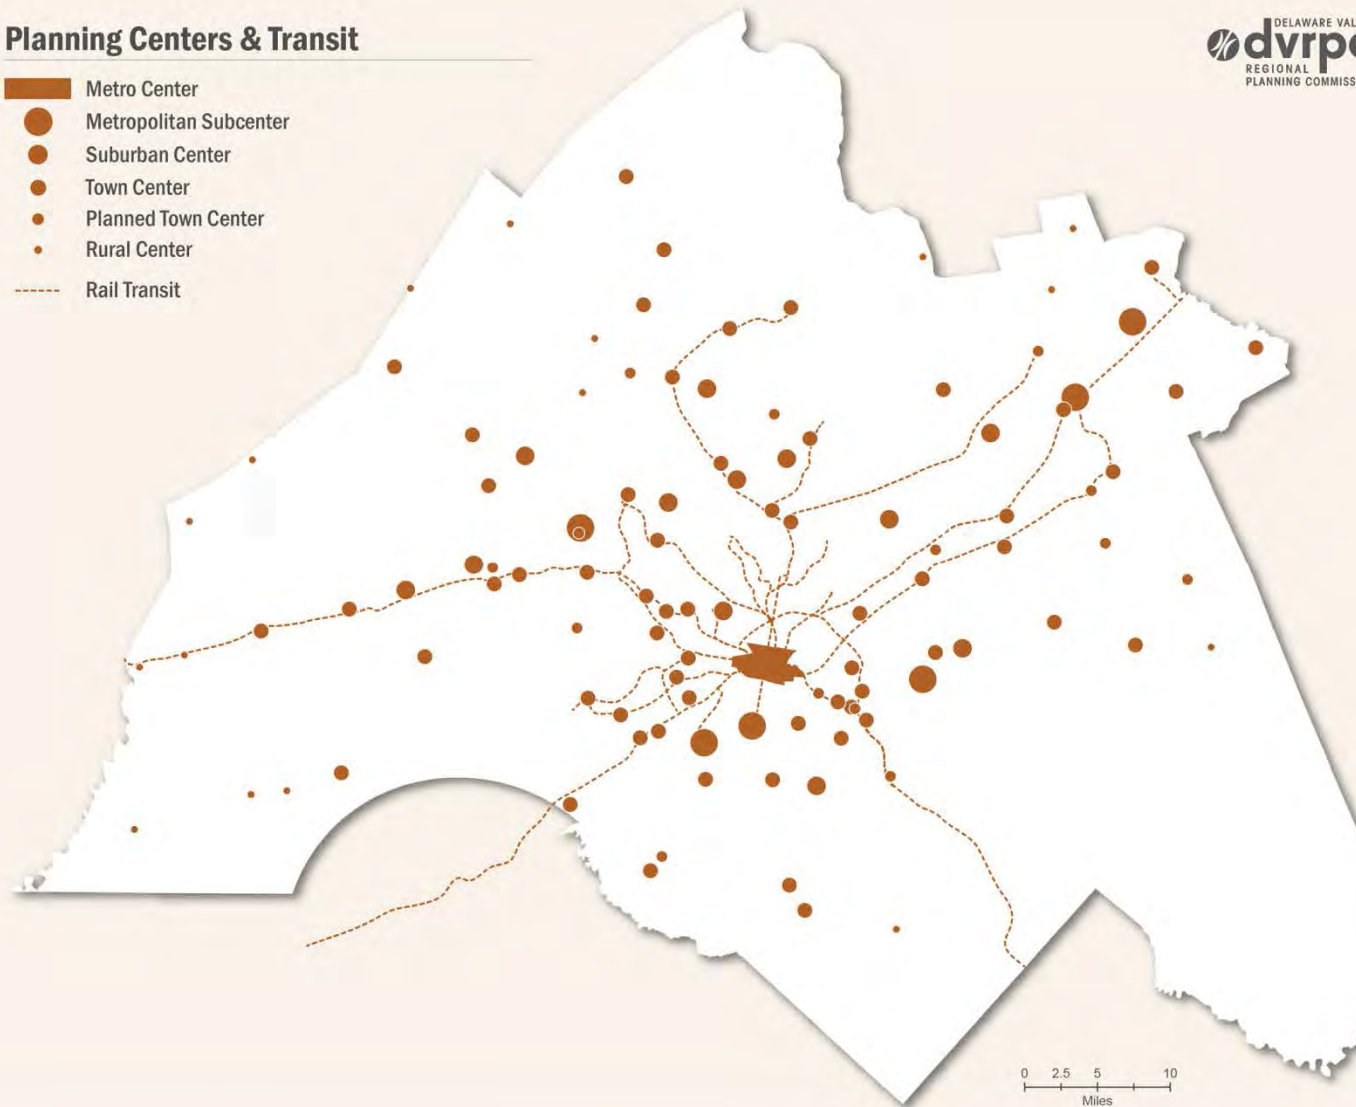 Planning Centers & Transit
Metro Center
Metropolitan Subcenter
Suburban Center
Town Center
Planned Town Center
Rural Center
Rail Transit
DELAWARE VAL
dvrpc
REGIONAL
PLANNING COMMISS
0 2.5 5 10
Miles